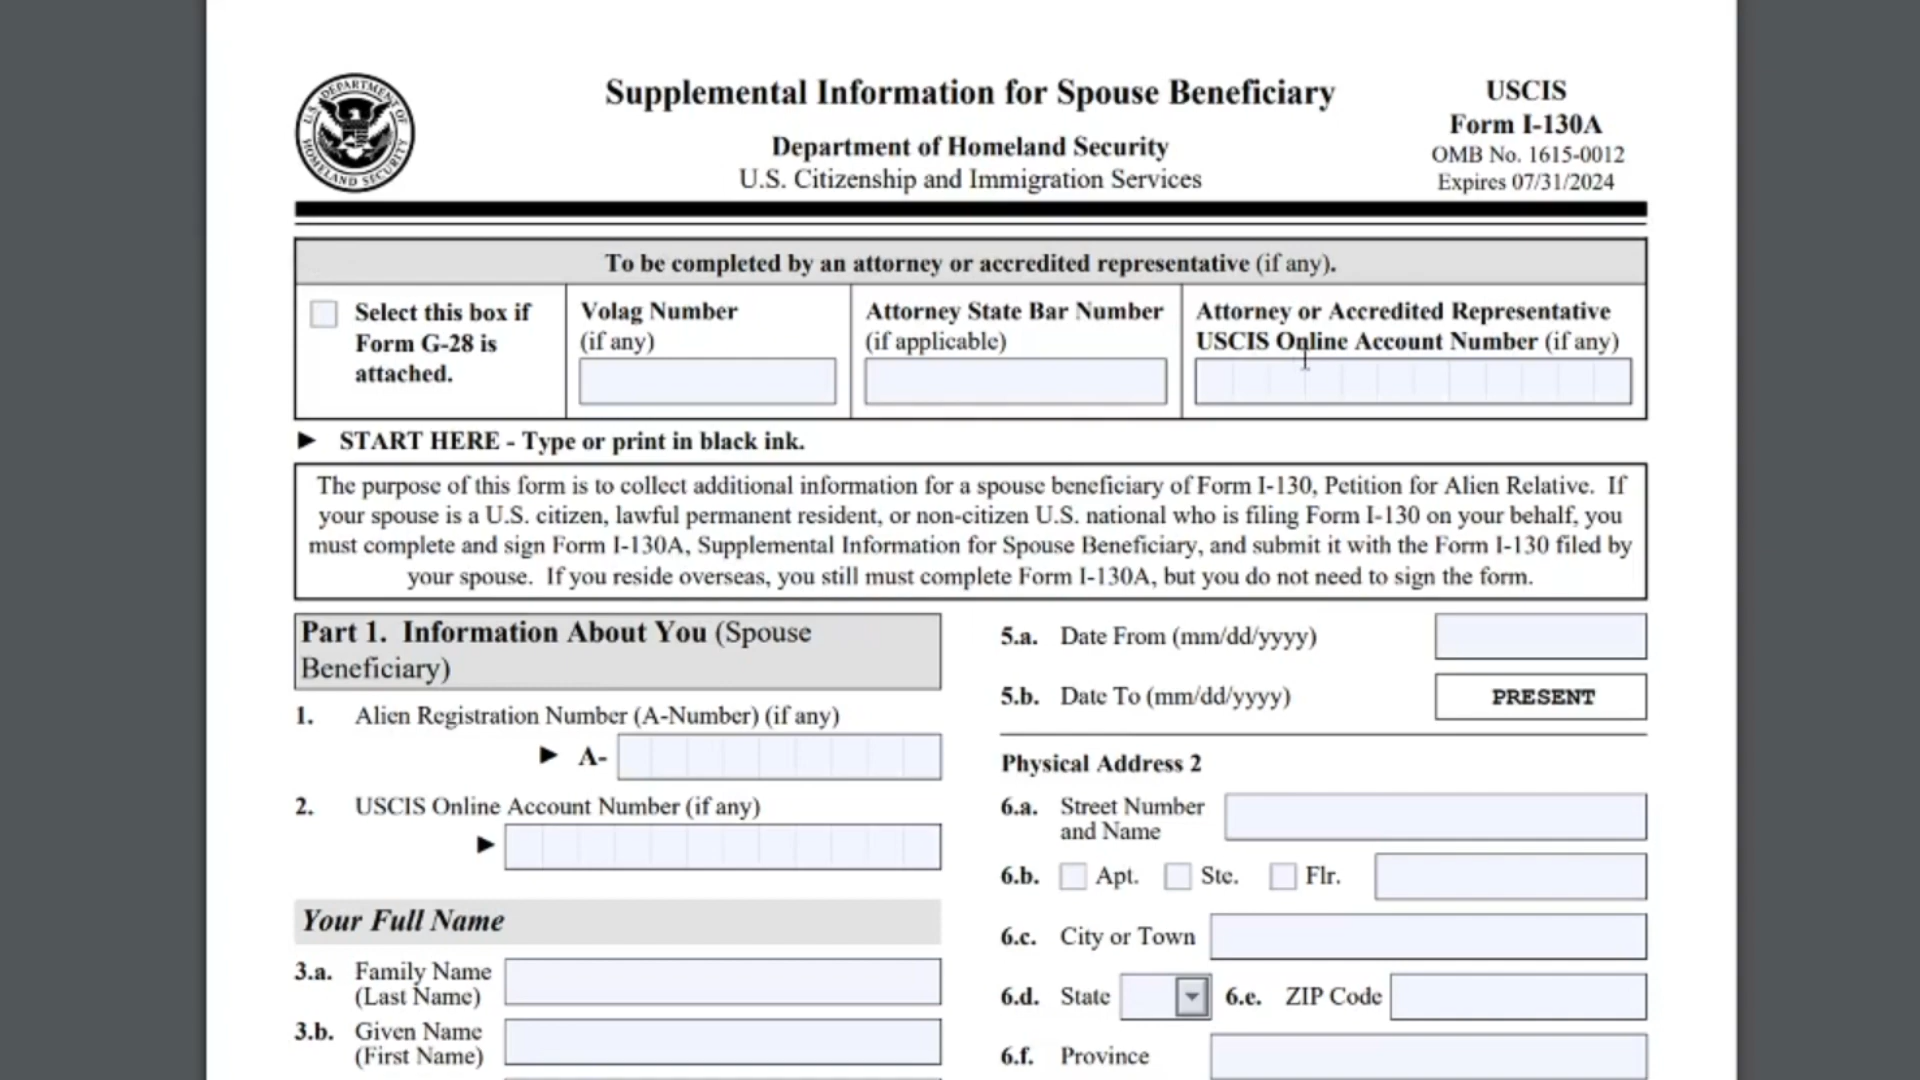 U.S. DEPARTMENT OF HOMELAND SECURITY
Supplemental Information for Spouse Beneficiary
Department of Homeland Security
U.S. Citizenship and Immigration Services
USCIS
Form I-130A
OMB No. 1615-0012
Expires 07/31/2024
To be completed by an attorney or accredited representative (if any).
Select this box if
Form G-28 is
attached.
Volag Number
(if any)
Attorney State Bar Number
(if applicable)
Attorney or Accredited Representative
USCIS Online Account Number (if any)
► START HERE - Type or print in black ink.
The purpose of this form is to collect additional information for a spouse beneficiary of Form I-130, Petition for Alien Relative. If
your spouse is a U.S. citizen, lawful permanent resident, or non-citizen U.S. national who is filing Form I-130 on your behalf, you
must complete and sign Form I-130A, Supplemental Information for Spouse Beneficiary, and submit it with the Form I-130 filed by
your spouse. If you reside overseas, you still must complete Form I-130A, but you do not need to sign the form.
Part 1. Information About You (Spouse
Beneficiary)
1. Alien Registration Number (A-Number) (if any)
► A-
2. USCIS Online Account Number (if any)
►
Your Full Name
3.a. Family Name
(Last Name)
3.b. Given Name
(First Name)
5.a. Date From (mm/dd/yyyy)
5.b. Date To (mm/dd/yyyy) PRESENT
Physical Address 2
6.a. Street Number
and Name
6.b. Apt. Ste. Flr.
6.c. City or Town
6.d. State 6.e. ZIP Code
6.f. Province